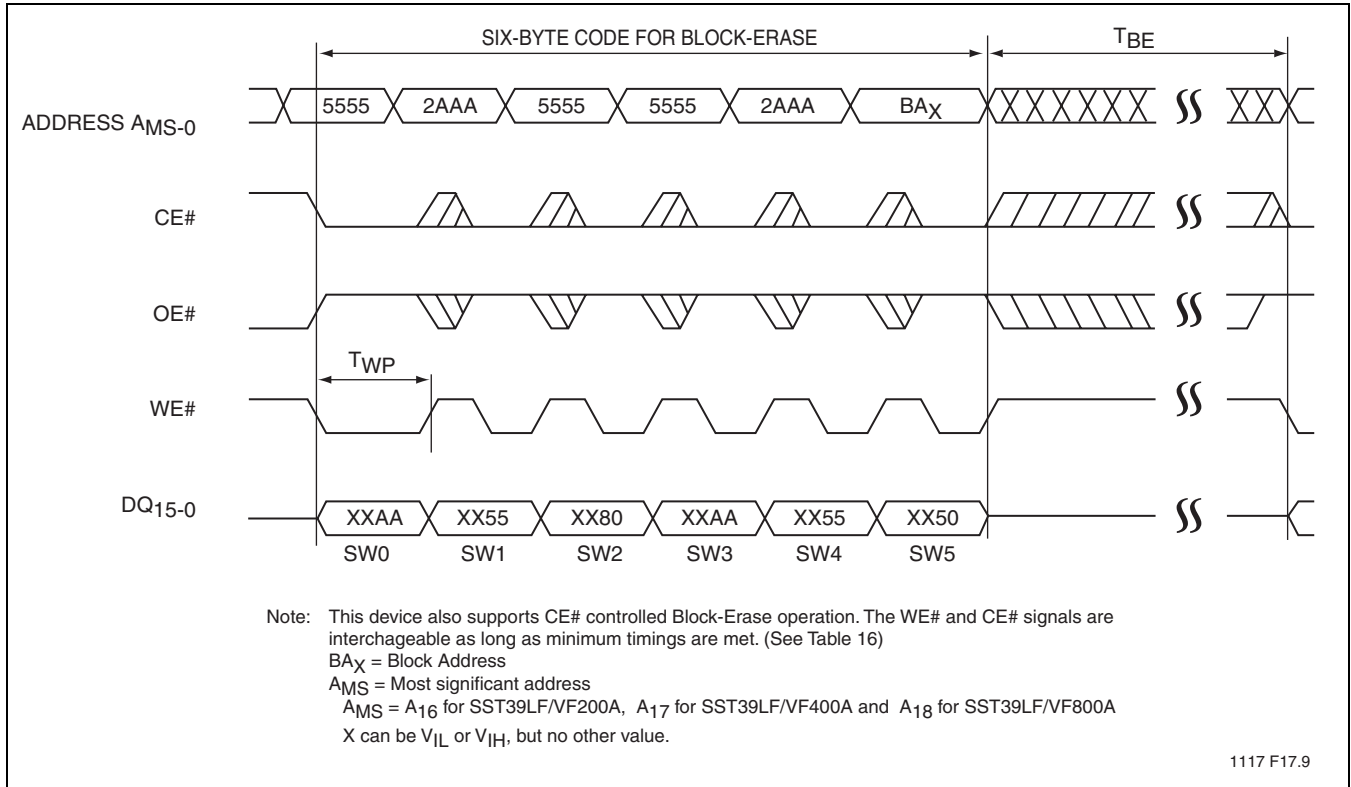 SIX-BYTE CODE FOR BLOCK-ERASE TBE
ADDRESS AMS-0 5555 2AAA 5555 5555 2AAA BAX
CE#
OE#
TWP
WE#
DQ15-0 XXAA XX55 XX80 XXAA XX55 XX50
SW0 SW1 SW2 SW3 SW4 SW5
Note: This device also supports CE# controlled Block-Erase operation. The WE# and CE# signals are
interchageable as long as minimum timings are met. (See Table 16)
BAX = Block Address
AMS = Most significant address
AMS = A16 for SST39LF/VF200A, A17 for SST39LF/VF400A and A18 for SST39LF/VF800A
X can be VIL or VIH, but no other value.
1117 F17.9